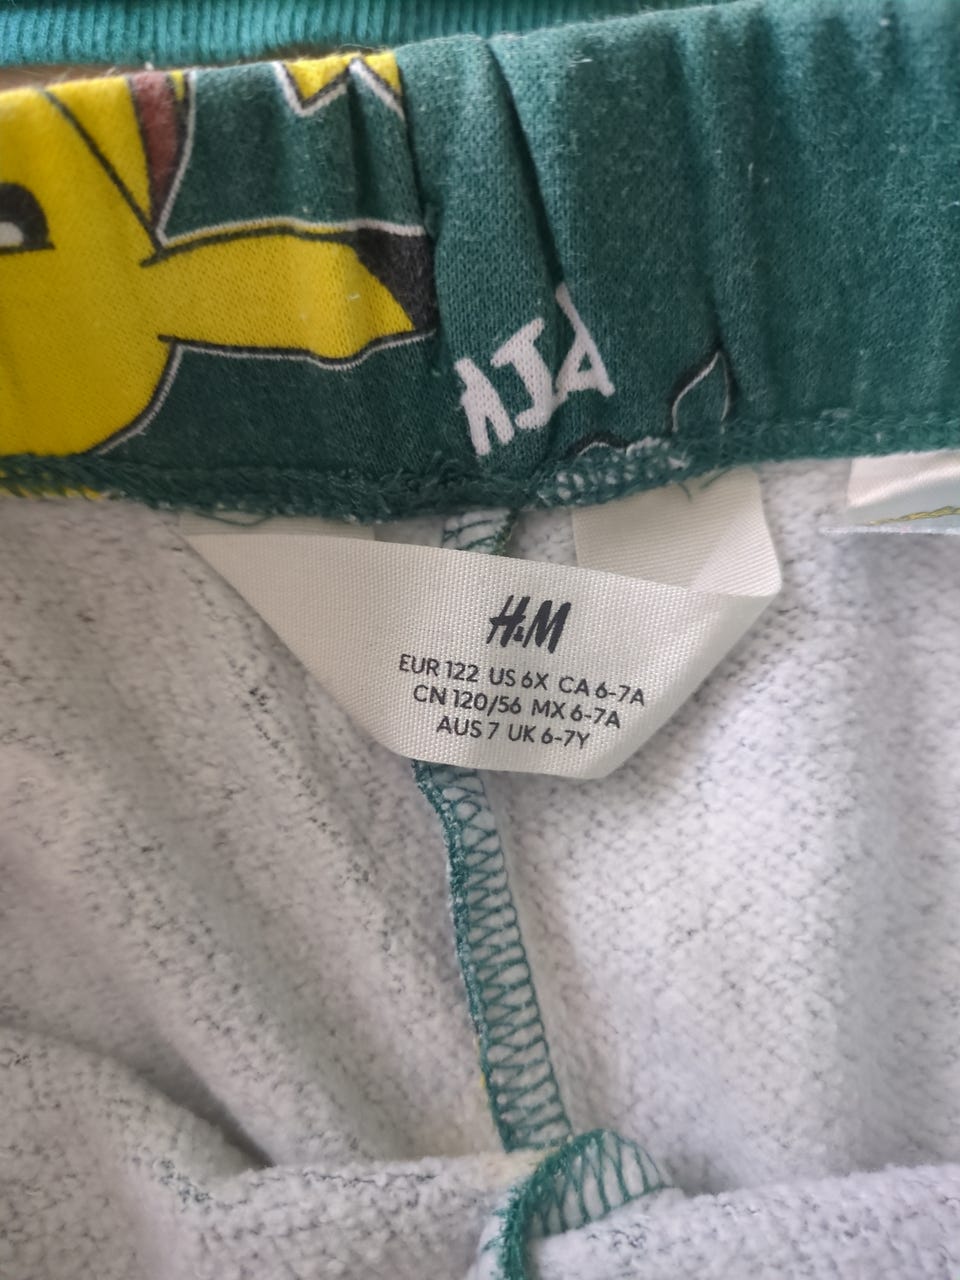 H&M
EUR 122 US 6X CA 6-7A
CN 120/56 MX 6-7A
AUS 7 UK 6-7Y